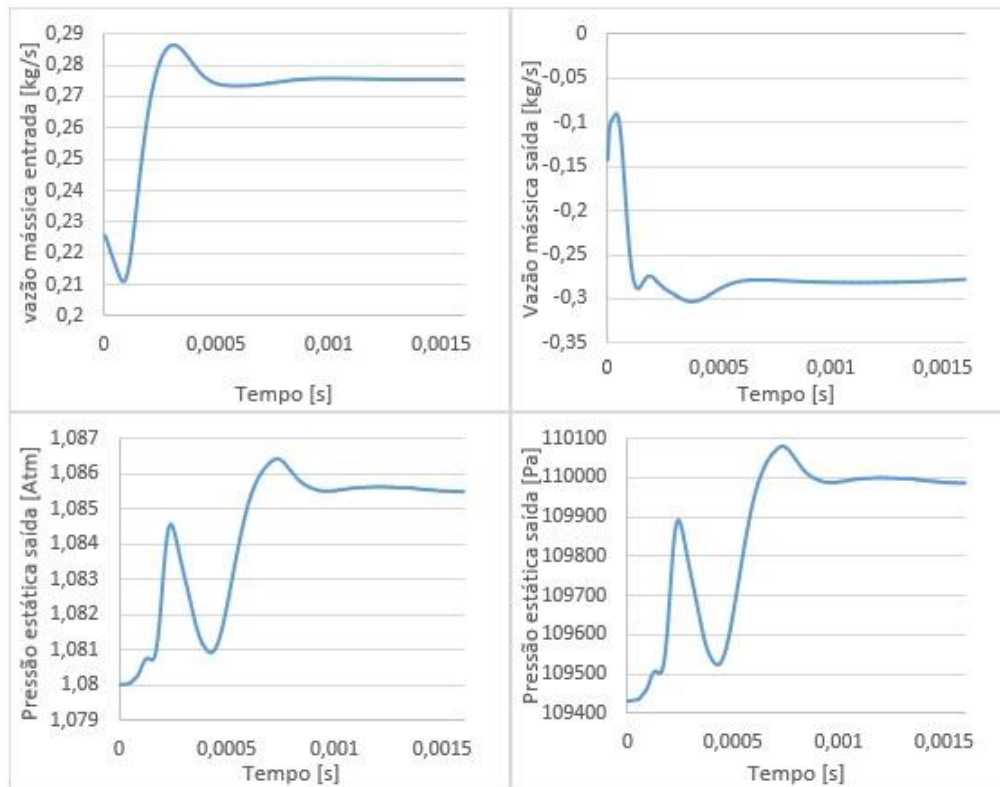 vazão mássica entrada [kg/s]
0,29
0,28
0,27
0,26
0,25
0,24
0,23
0,22
0,21
0,2
0 0,0005 0,001 0,0015
Tempo [s]
Vazão mássica saída [kg/s]
0
-0,05
-0,1
-0,15
-0,2
-0,25
-0,3
-0,35
0 0,0005 0,001 0,0015
Tempo [s]
Pressão estática saída [Atm]
1,087
1,086
1,085
1,084
1,083
1,082
1,081
1,08
1,079
0 0,0005 0,001 0,0015
Tempo [s]
Pressão estática saída [Pa]
110100
110000
109900
109800
109700
109600
109500
109400
0 0,0005 0,001 0,0015
Tempo [s]